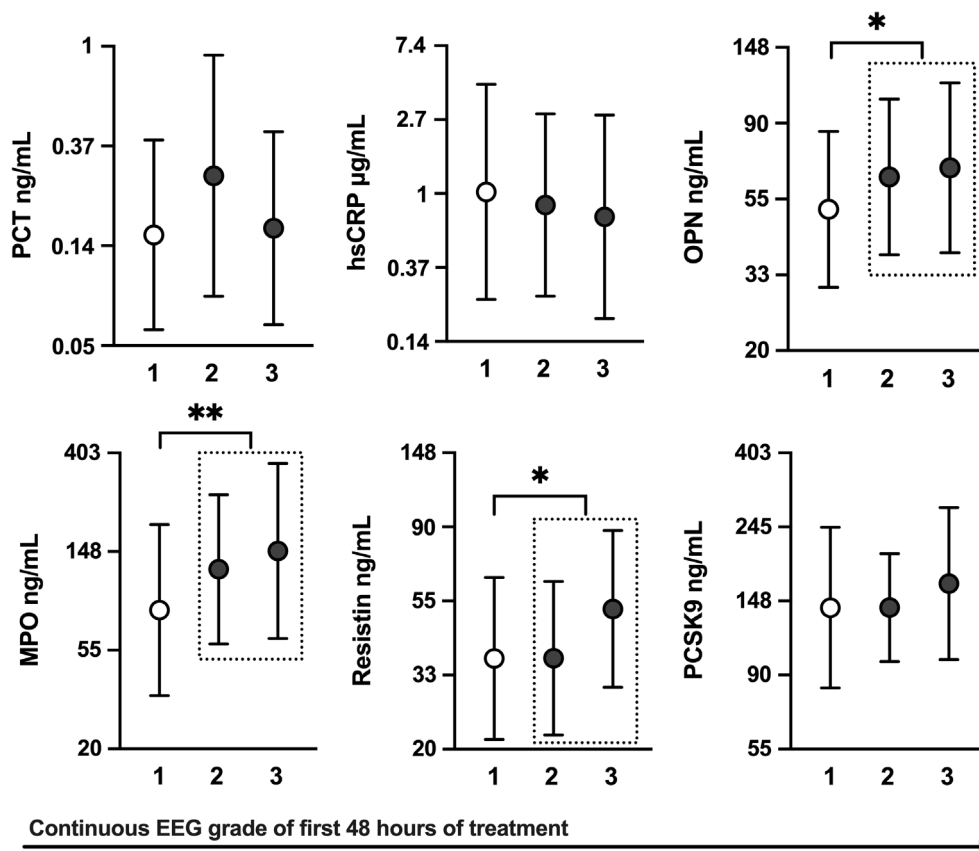 PCT ng/mL
1
0.37
0.14
0.05
1 2 3
hsCRP µg/mL
7.4
2.7
1
0.37
0.14
1 2 3
OPN ng/mL
148
90
55
33
20
*
1 2 3
MPO ng/mL
403
148
55
20
**
1 2 3
Resistin ng/mL
148
90
55
33
20
*
1 2 3
PCSK9 ng/mL
403
245
148
90
55
1 2 3
Continuous EEG grade of first 48 hours of treatment